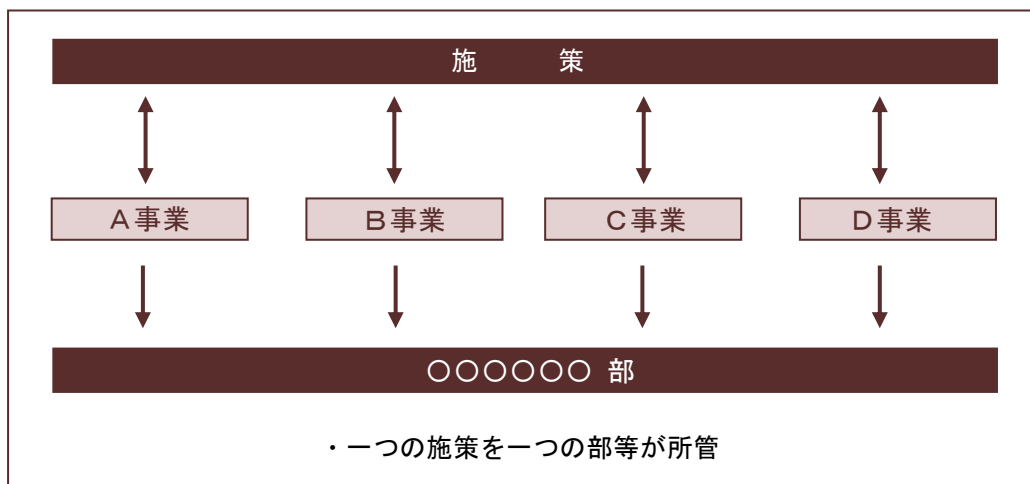 施　　策
Ａ事業　Ｂ事業　Ｃ事業　Ｄ事業
○○○○○○ 部
・一つの施策を一つの部等が所管